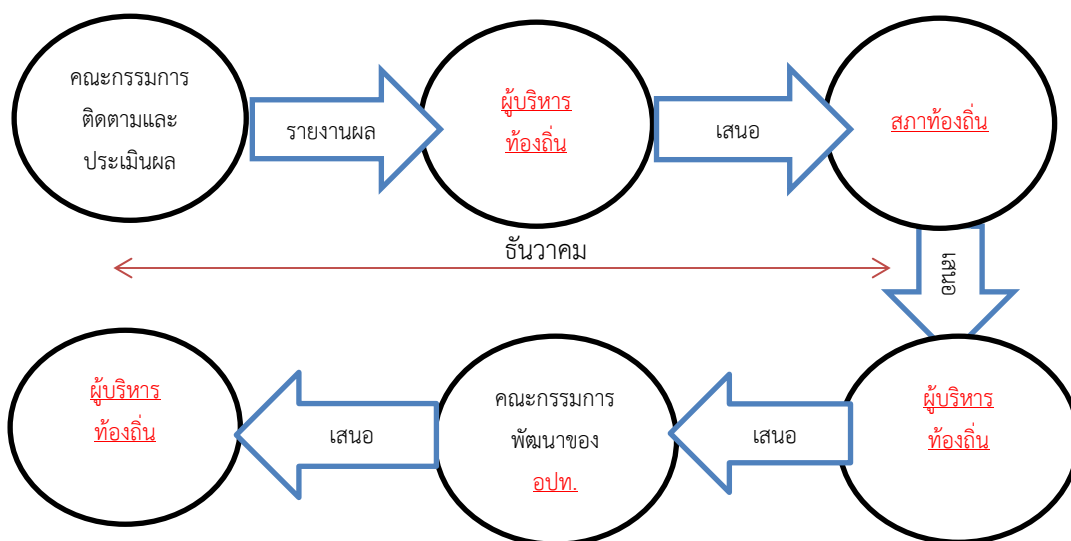 คณะกรรมการ
ติดตามและ
ประเมินผล
รายงานผล
ผู้บริหาร
ท้องถิ่น
เสนอ
สภาท้องถิ่น
ธันวาคม
เสนอ
ผู้บริหาร
ท้องถิ่น
เสนอ
คณะกรรมการ
พัฒนาของ
อปท.
เสนอ
ผู้บริหาร
ท้องถิ่น